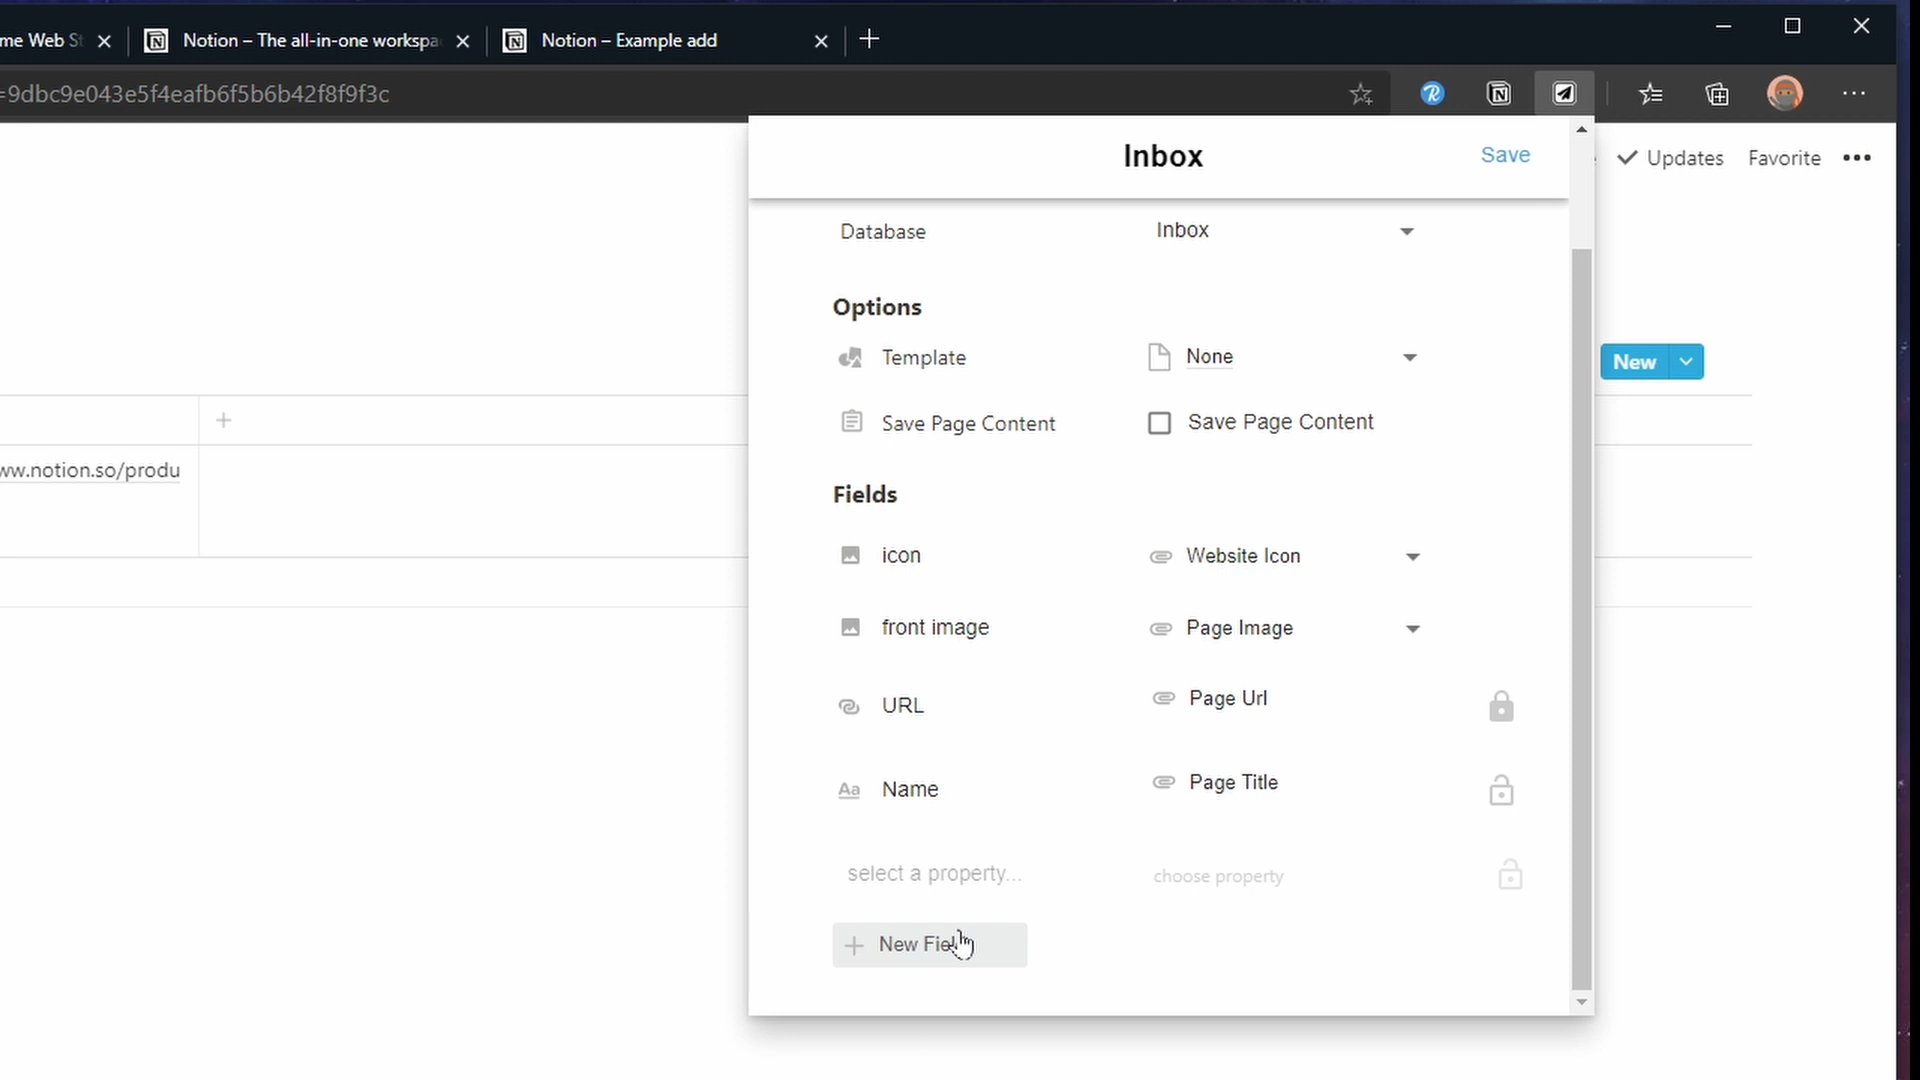 me Web St
Notion – The all-in-one workspa
Notion – Example add
=9dbc9e043e5f4eafb6f5b6b42f8f9f3c
Inbox
Save
Updates
Favorite
Database
Inbox
Options
Template
None
New
Save Page Content
Save Page Content
ww.notion.so/produ
Fields
icon
Website Icon
front image
Page Image
URL
Page Url
Aa
Name
Page Title
select a property...
choose property
New Fiel